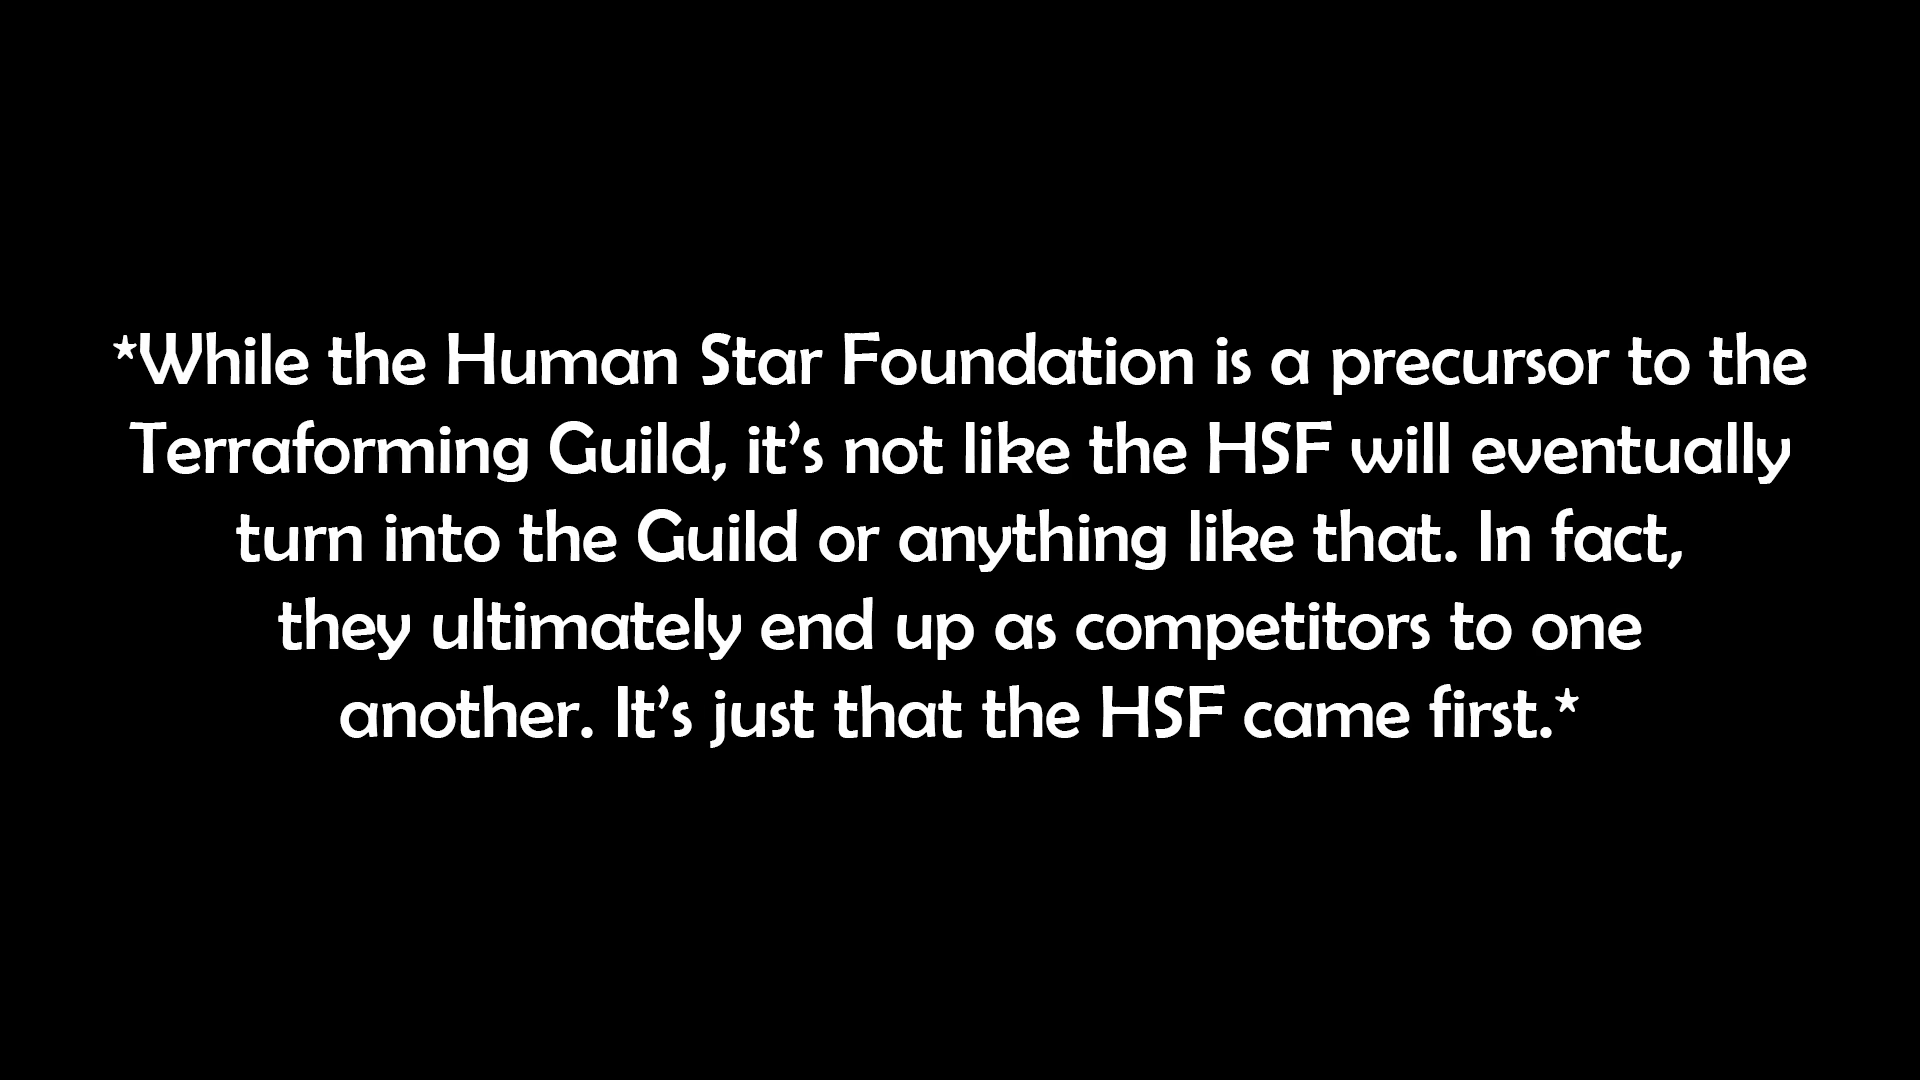 *While the Human Star Foundation is a precursor to the
Terraforming Guild, it’s not like the HSF will eventually
turn into the Guild or anything like that. In fact,
they ultimately end up as competitors to one
another. It’s just that the HSF came first.*